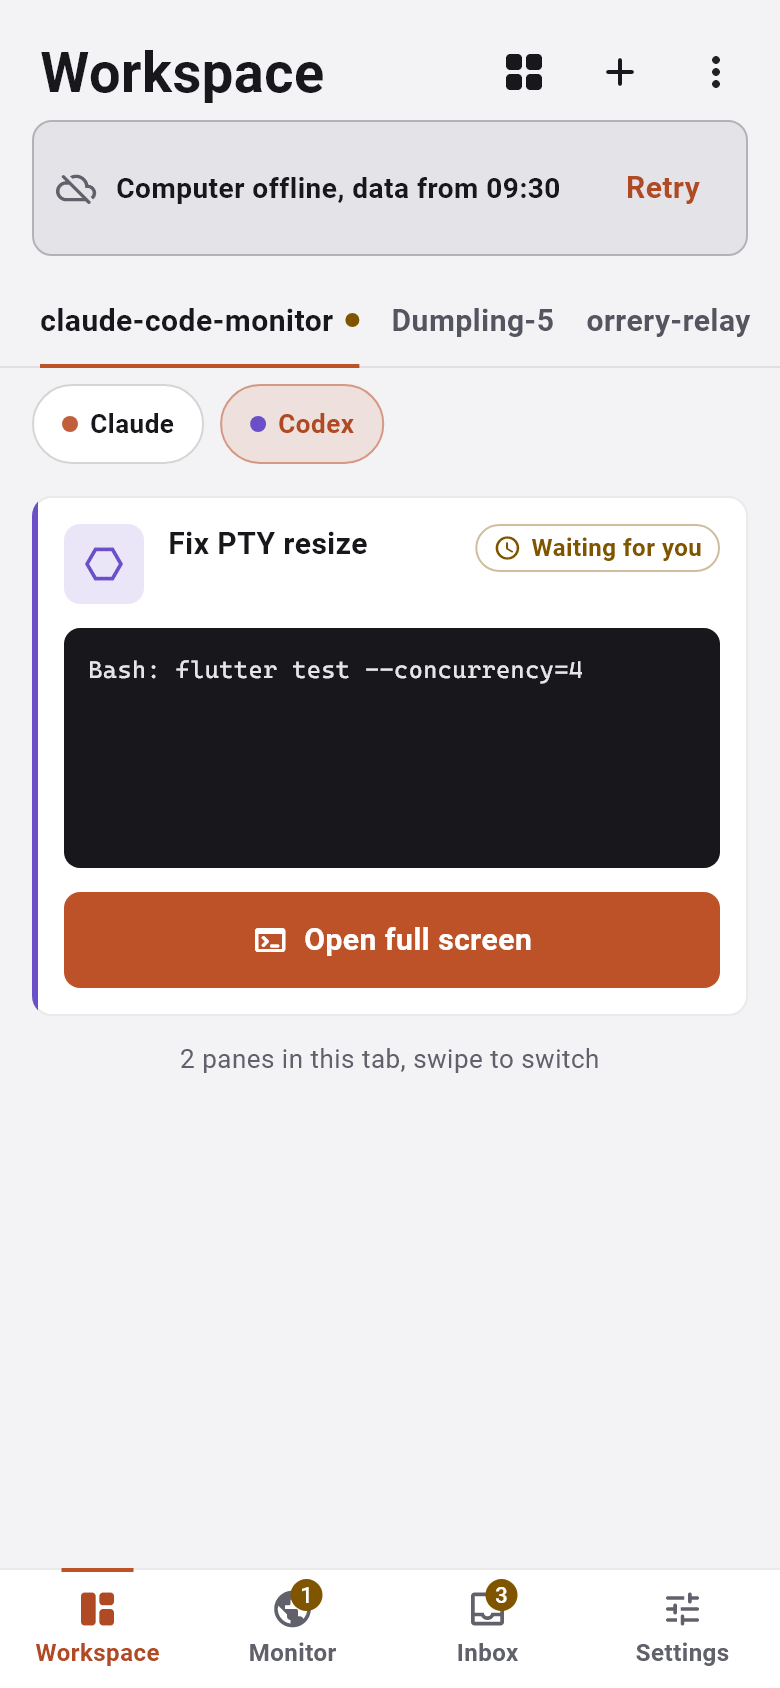 Workspace
Computer offline, data from 09:30
Retry
claude-code-monitor
Dumpling-5
orrery-relay
Claude
Codex
Fix PTY resize
Waiting for you
Bash: flutter test --concurrency=4
Open full screen
2 panes in this tab, swipe to switch
1
3
Workspace
Monitor
Inbox
Settings